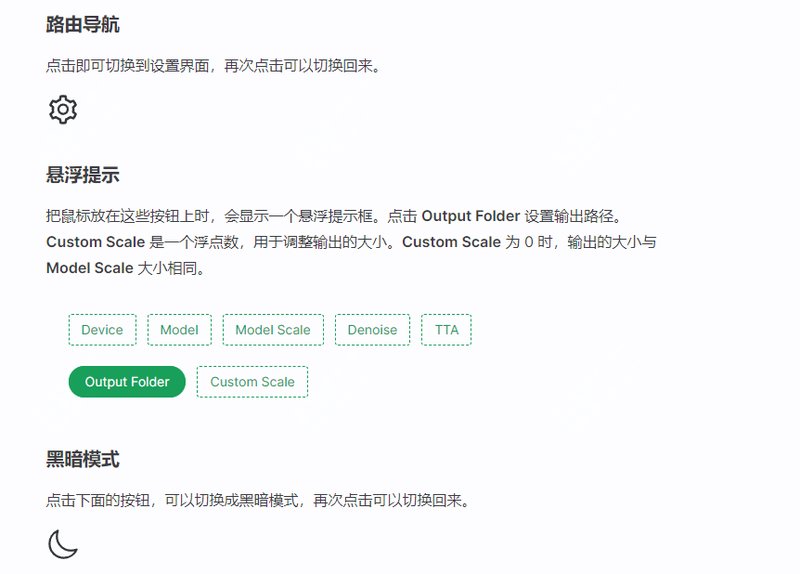 路由导航
点击即可切换到设置界面，再次点击可以切换回来。
悬浮提示
把鼠标放在这些按钮上时，会显示一个悬浮提示框。点击 Output Folder 设置输出路径。
Custom Scale 是一个浮点数，用于调整输出的大小。Custom Scale 为 0 时，输出的大小与
Model Scale 大小相同。
Device Model Model Scale Denoise TTA
Output Folder Custom Scale
黑暗模式
点击下面的按钮，可以切换成黑暗模式，再次点击可以切换回来。